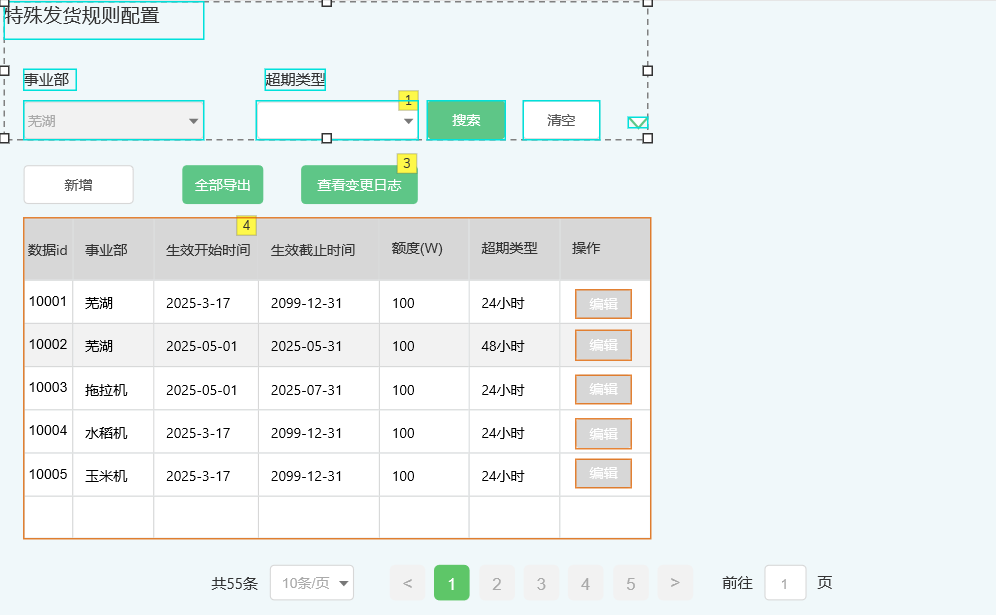 特殊发货规则配置
事业部 超期类型
芜湖 1 搜索 清空
新增 全部导出 查看变更日志 3
4
数据id 事业部 生效开始时间 生效截止时间 额度(W) 超期类型 操作
10001 芜湖 2025-3-17 2099-12-31 100 24小时 编辑
10002 芜湖 2025-05-01 2025-05-31 100 48小时 编辑
10003 拖拉机 2025-05-01 2025-07-31 100 24小时 编辑
10004 水稻机 2025-3-17 2099-12-31 100 24小时 编辑
10005 玉米机 2025-3-17 2099-12-31 100 24小时 编辑
共55条 10条/页 < 1 2 3 4 5 > 前往 1 页